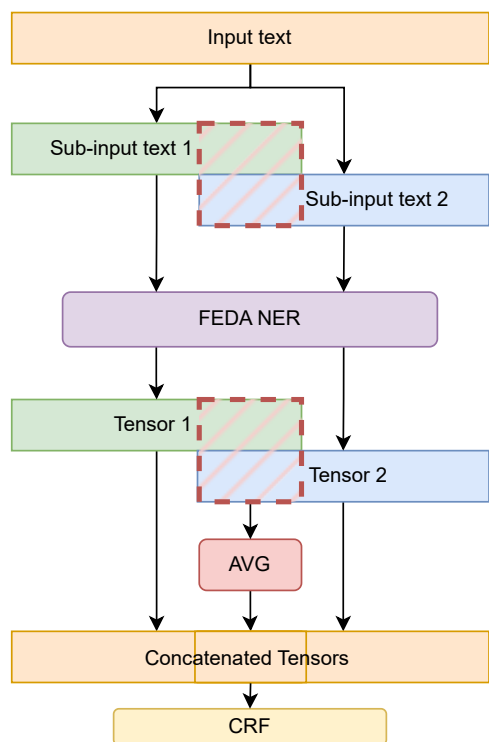 Input text
Sub-input text 1
Sub-input text 2
FEDA NER
Tensor 1
Tensor 2
AVG
Concatenated Tensors
CRF